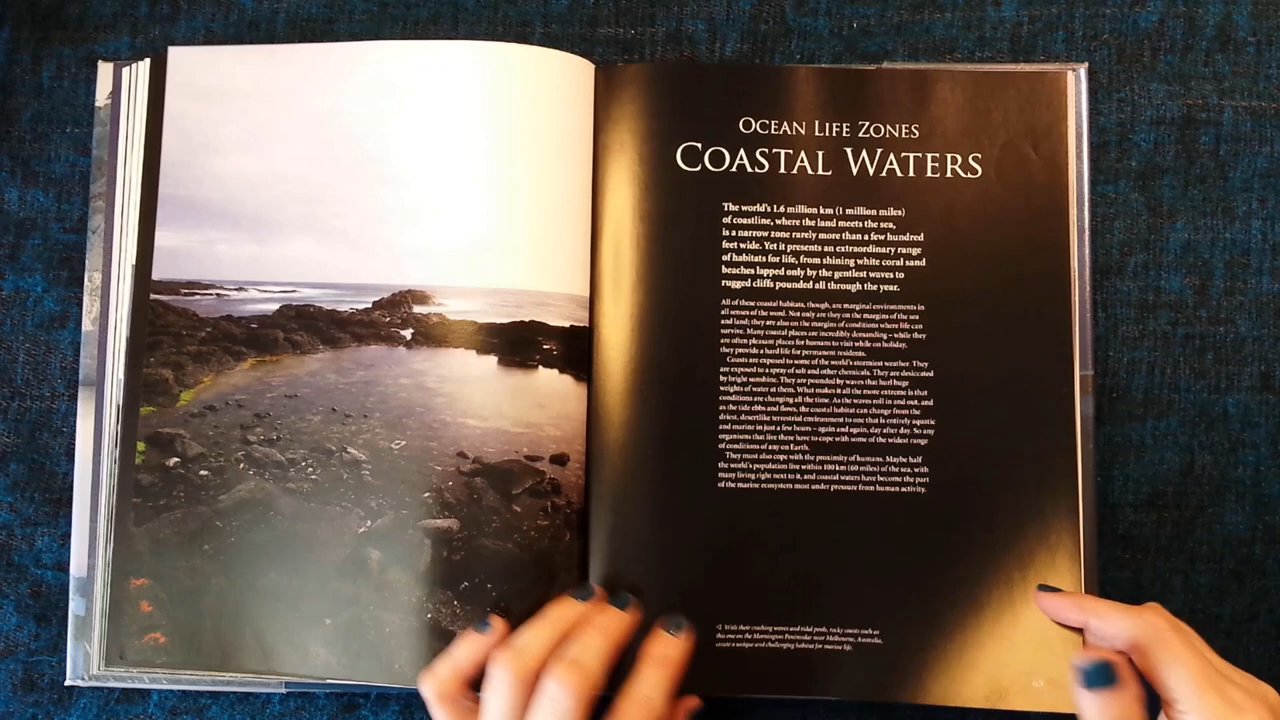 OCEAN LIFE ZONES
COASTAL WATERS
The world's 1.6 million km (1 million miles)
of coastline, where the land meets the sea,
is a narrow zone rarely more than a few hundred
feet wide. Yet it presents an extraordinary range
of habitats for life, from shining white coral sand
beaches lapped only by the gentlest waves to
rugged cliffs pounded all through the year.
All of these coastal habitats, though, are marginal environments in
all senses of the word. Not only are they on the margins of the sea
and land; they are also on the margins of conditions where life can
survive. Many coastal places are incredibly demanding – while they
are often pleasant places for humans to visit while on holiday,
they provide a hard life for permanent residents.
Coasts are exposed to some of the world's stormiest weather. They
are exposed to a spray of salt and other chemicals. They are desiccated
by bright sunshine. They are pounded by waves that hurl huge
weights of water at them. What makes it all the more extreme is that
conditions are changing all the time. As the waves roll in and out, and
as the tide ebbs and flows, the coastal habitat can change from the
driest, desertlike terrestrial environment to one that is entirely aquatic
and marine in just a few hours – again and again, day after day. So any
organisms that live there have to cope with some of the widest range
of conditions of any on Earth.
They must also cope with the proximity of humans. Maybe half
the world's population live within 100 km (60 miles) of the sea, with
many living right next to it, and coastal waters have become the part
of the marine ecosystem most under pressure from human activity.
◁ With their crashing waves and tidal pools, rocky coasts such as
this one on the Mornington Peninsular near Melbourne, Australia,
create a unique and challenging habitat for marine life.
63